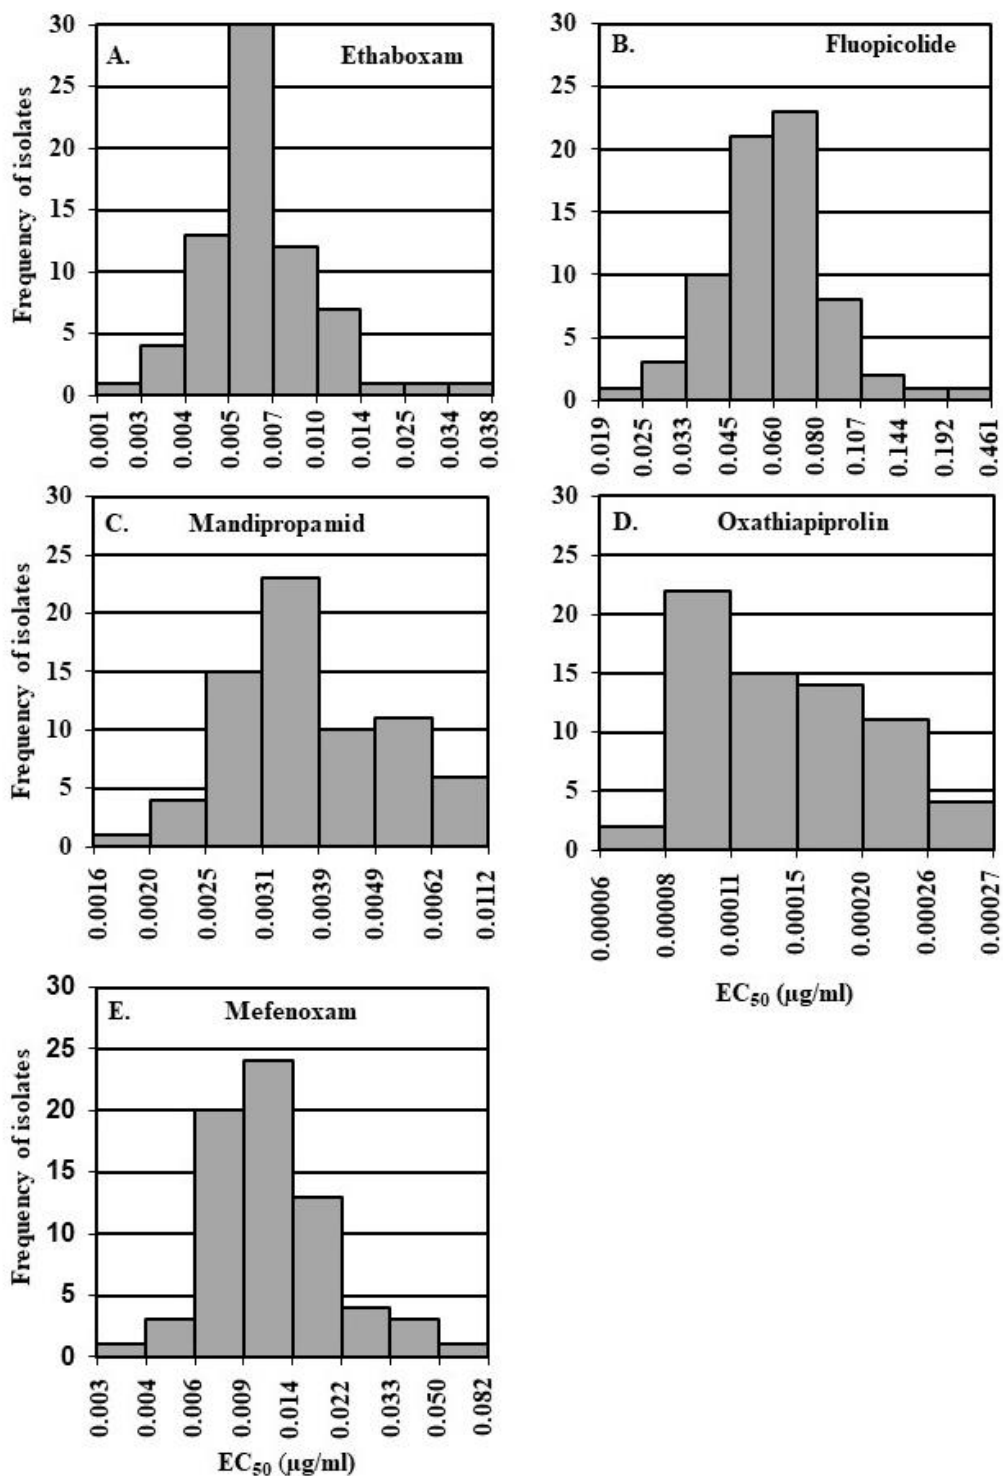 A. Ethaboxam
Frequency of isolates
30
25
20
15
10
5
0
0.001 0.003 0.004 0.005 0.007 0.010 0.014 0.025 0.034 0.038
B. Fluopicolide
30
25
20
15
10
5
0
0.019 0.025 0.033 0.045 0.060 0.080 0.107 0.144 0.192 0.461
C. Mandipropamid
Frequency of isolates
30
25
20
15
10
5
0
0.0016 0.0020 0.0025 0.0031 0.0039 0.0049 0.0062 0.0112
D. Oxathiapiprolin
30
25
20
15
10
5
0
0.00006 0.00008 0.00011 0.00015 0.00020 0.00026 0.00027
EC50 (µg/ml)
E. Mefenoxam
Frequency of isolates
30
25
20
15
10
5
0
0.003 0.004 0.006 0.009 0.014 0.022 0.033 0.050 0.082
EC50 (µg/ml)